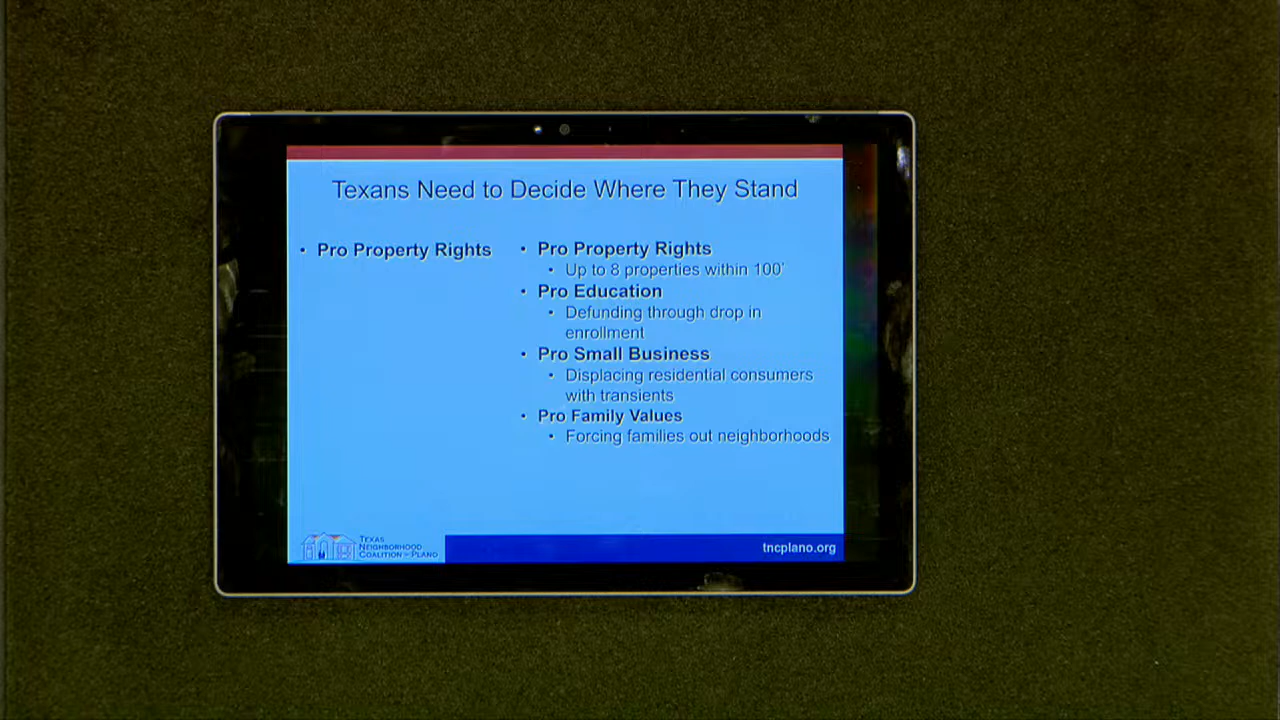 Texans Need to Decide Where They Stand
• Pro Property Rights
• Pro Property Rights
• Up to 8 properties within 100'
• Pro Education
• Defunding through drop in
enrollment
• Pro Small Business
• Displacing residential consumers
with transients
• Pro Family Values
• Forcing families out neighborhoods
Texas
Neighborhood
Coalition - Plano
tncplano.org